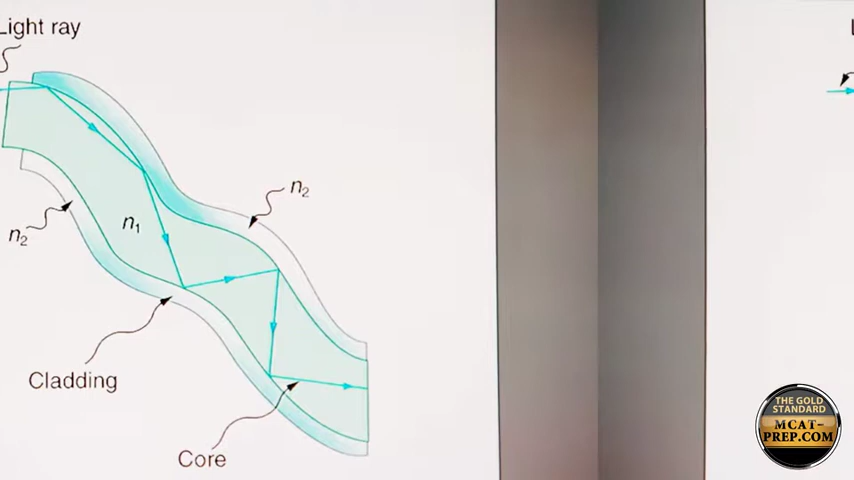 Light ray
n₂
n₁
n₂
Cladding
Core
THE GOLD
STANDARD
MCAT-
PREP.COM